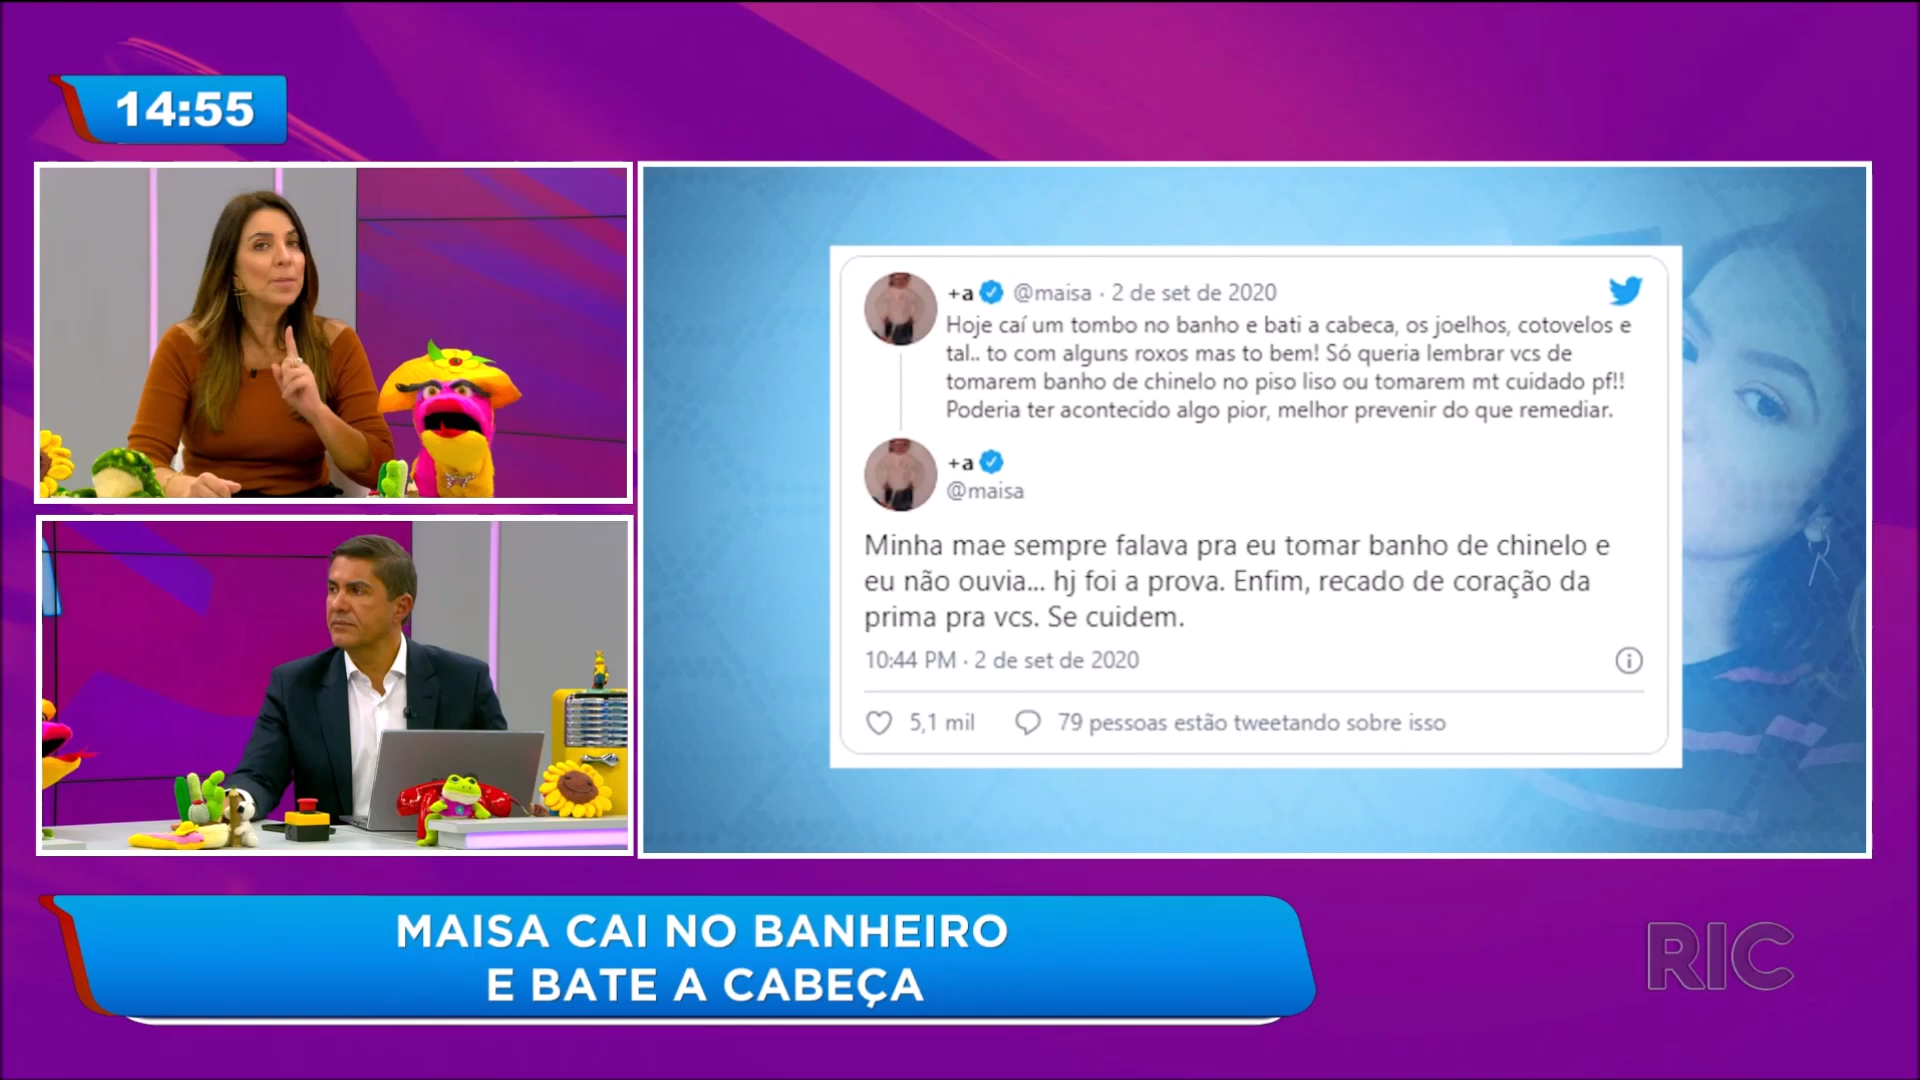 14:55
+a @maisa · 2 de set de 2020
Hoje caí um tombo no banho e bati a cabeca, os joelhos, cotovelos e
tal.. to com alguns roxos mas to bem! Só queria lembrar vcs de
tomarem banho de chinelo no piso liso ou tomarem mt cuidado pf!!
Poderia ter acontecido algo pior, melhor prevenir do que remediar.
+a
@maisa
Minha mae sempre falava pra eu tomar banho de chinelo e
eu não ouvia... hj foi a prova. Enfim, recado de coração da
prima pra vcs. Se cuidem.
10:44 PM · 2 de set de 2020
5,1 mil 79 pessoas estão tweetando sobre isso
MAISA CAI NO BANHEIRO
E BATE A CABEÇA
RIC